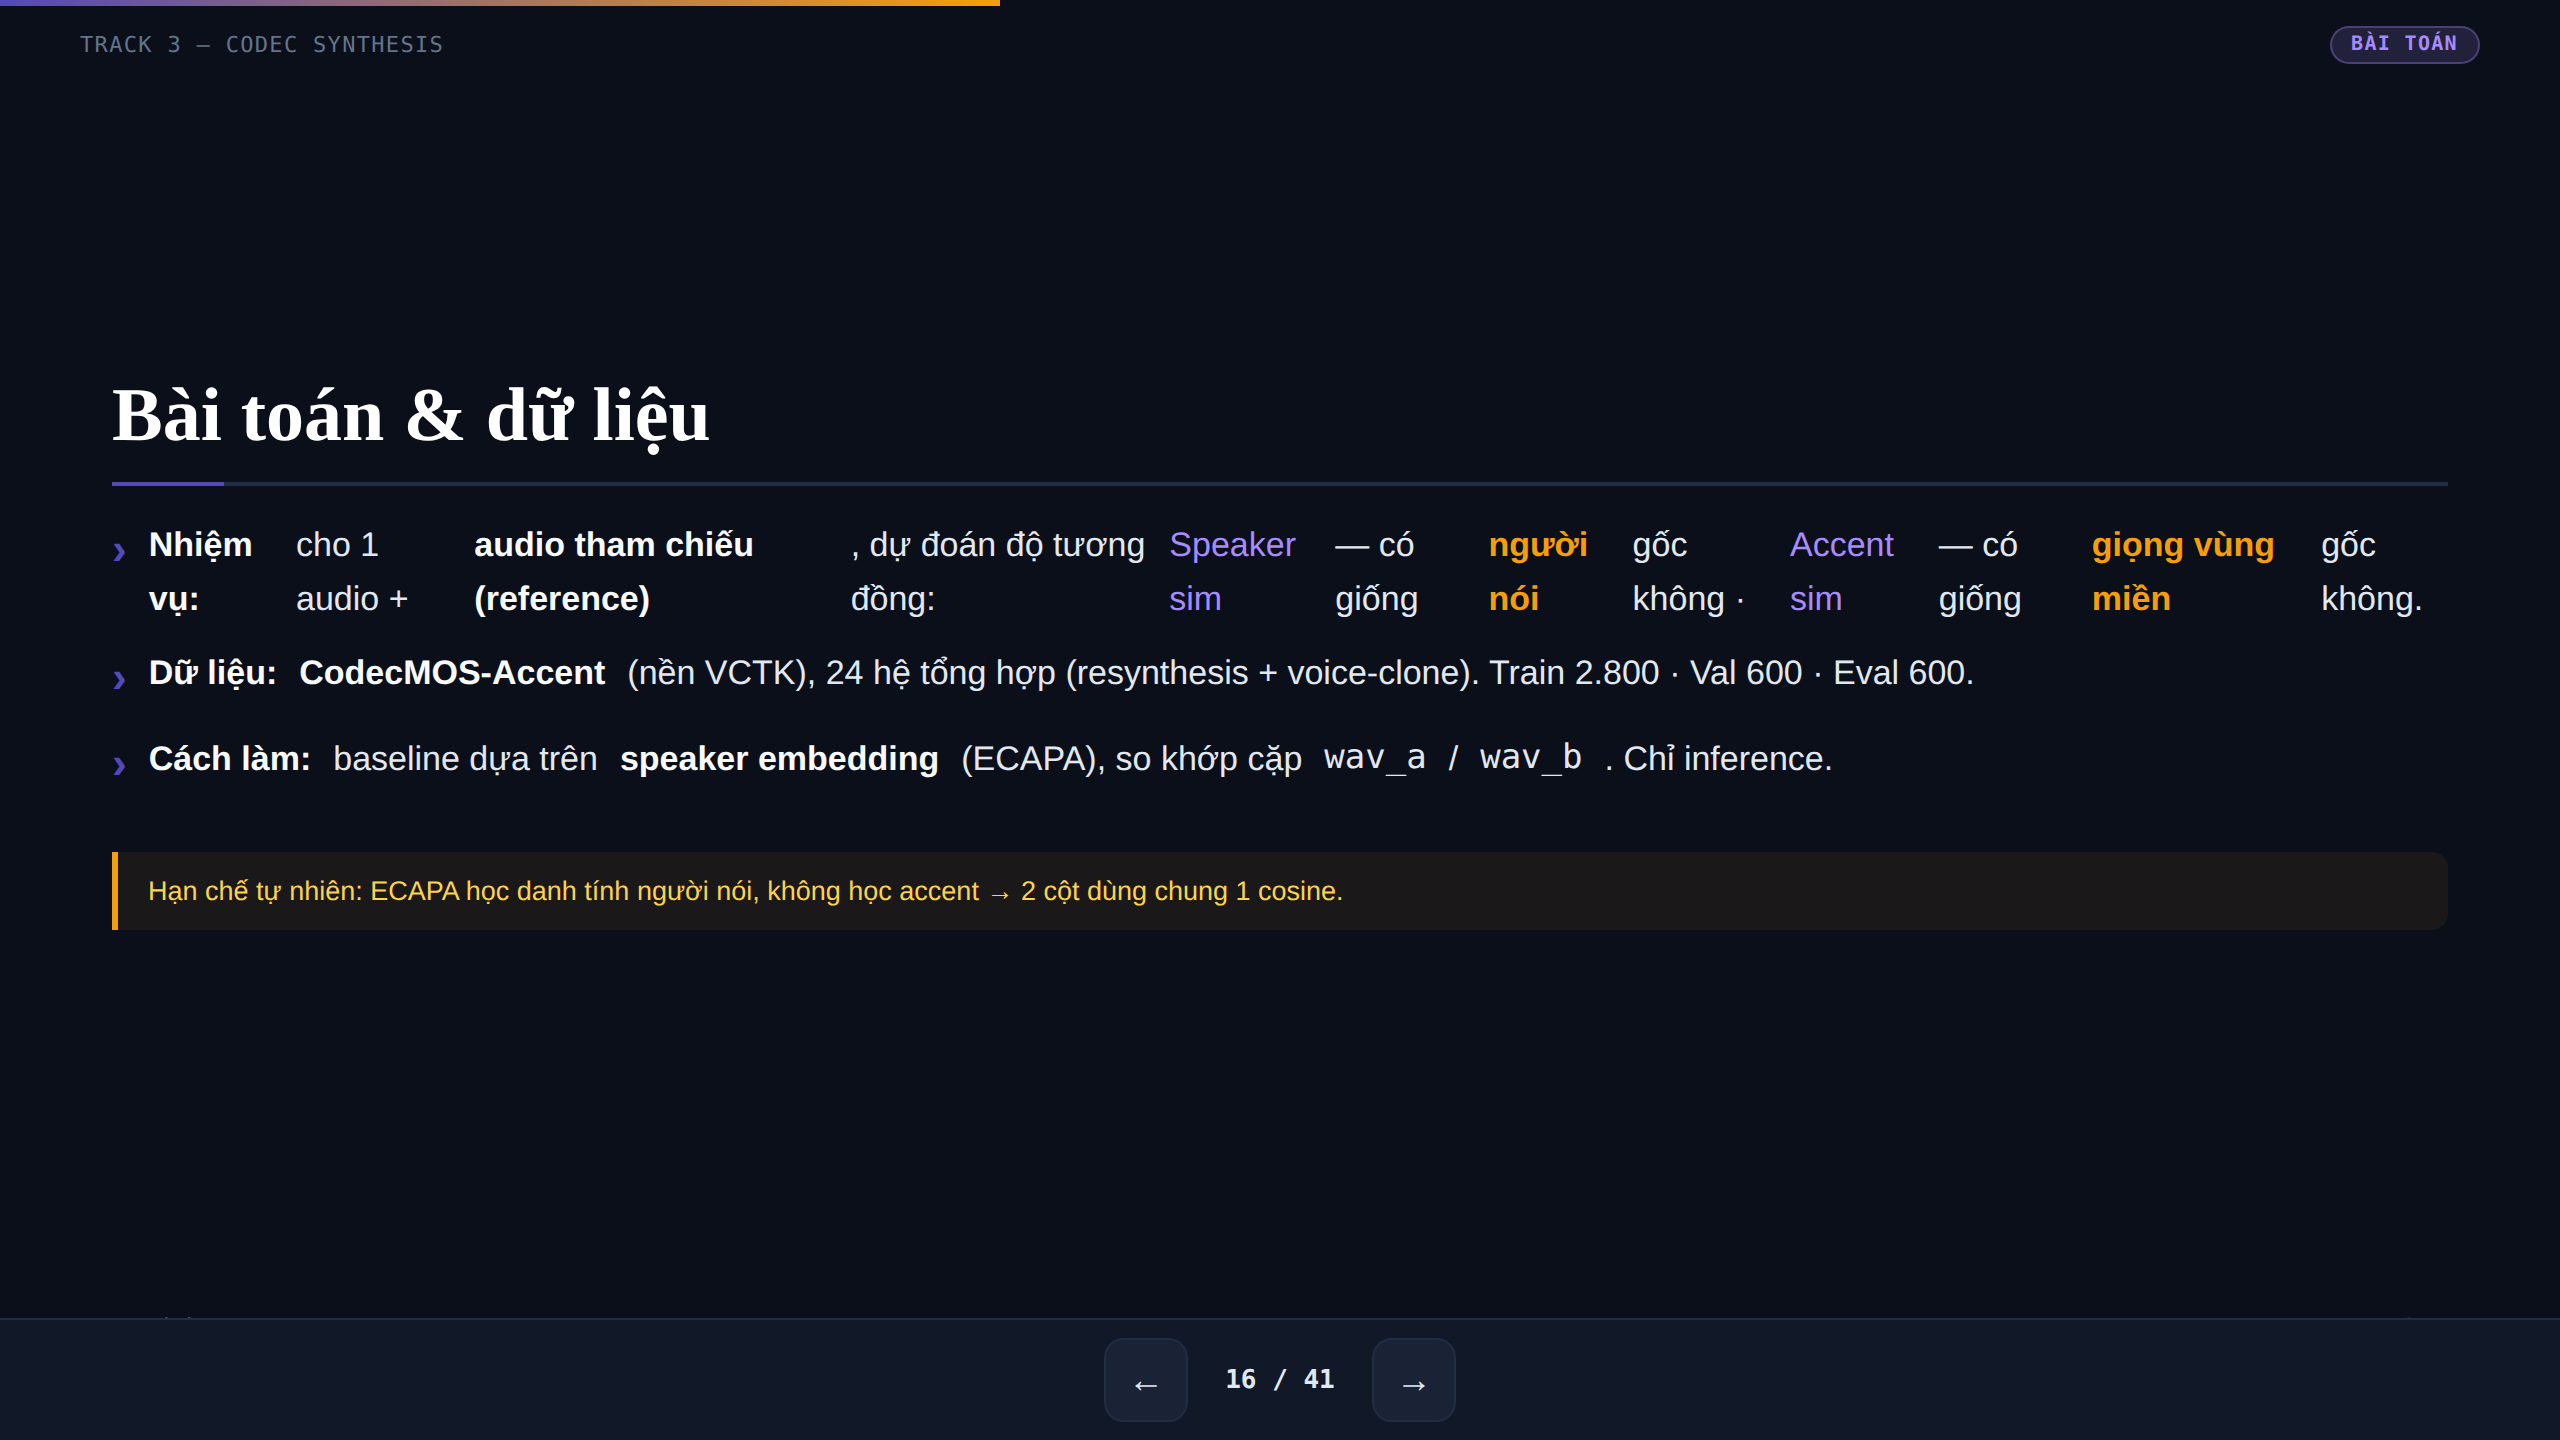 TRACK 3 — CODEC SYNTHESIS
BÀI TOÁN
Bài toán & dữ liệu
› Nhiệm vụ: cho 1 audio + audio tham chiếu (reference) , dự đoán độ tương đồng: Speaker sim — có giống người nói gốc không · Accent sim — có giống giọng vùng miền gốc không.
› Dữ liệu: CodecMOS-Accent (nền VCTK), 24 hệ tổng hợp (resynthesis + voice-clone). Train 2.800 · Val 600 · Eval 600.
› Cách làm: baseline dựa trên speaker embedding (ECAPA), so khớp cặp wav_a / wav_b . Chỉ inference.
Hạn chế tự nhiên: ECAPA học danh tính người nói, không học accent → 2 cột dùng chung 1 cosine.
← 16 / 41 →